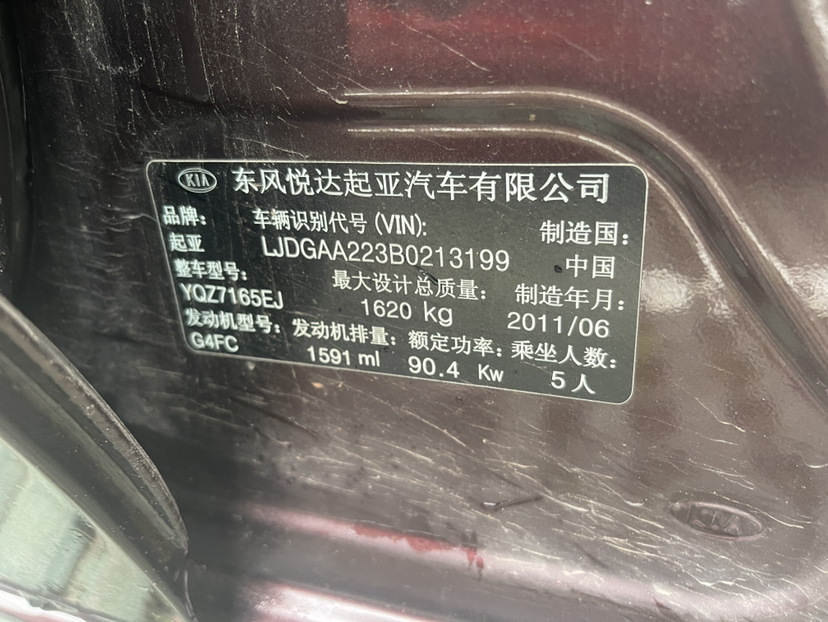 KIA 东风悦达起亚汽车有限公司
品牌： 车辆识别代号 (VIN): 制造国：
起亚 LJDGAA223B0213199 中国
整车型号： 最大设计总质量： 制造年月：
YQZ7165EJ 1620 kg 2011/06
发动机型号： 发动机排量： 额定功率： 乘坐人数：
G4FC 1591 ml 90.4 Kw 5人
KIA